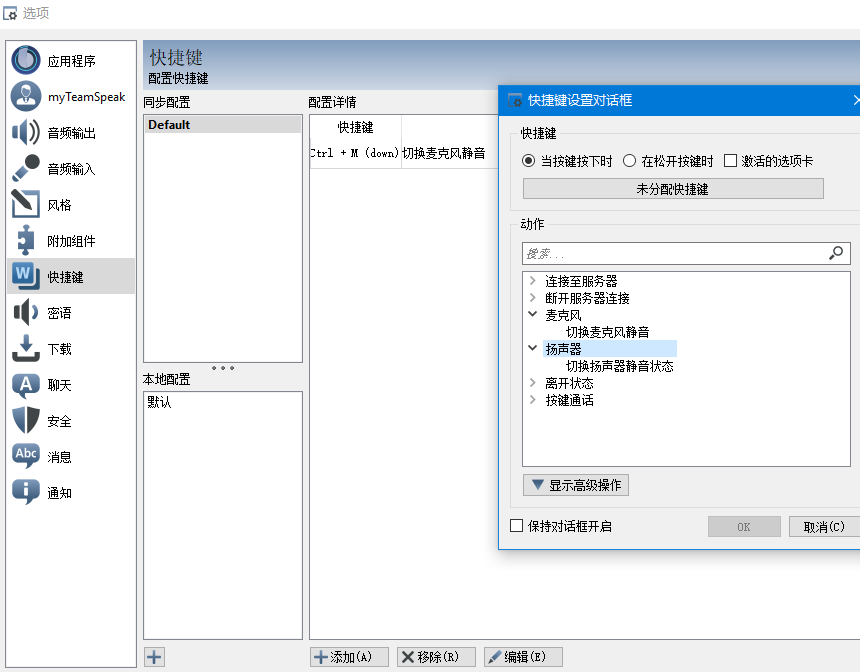 选项
应用程序
myTeamSpeak
音频输出
音频输入
风格
附加组件
快捷键
密语
下载
聊天
安全
消息
通知
快捷键
配置快捷键
同步配置
Default
本地配置
默认
配置详情
快捷键
Ctrl + M (down) 切换麦克风静音
添加(A)
移除(R)
编辑(E)
快捷键设置对话框
快捷键
当按键按下时 在松开按键时 激活的选项卡
未分配快捷键
动作
搜索...
连接至服务器
断开服务器连接
麦克风
切换麦克风静音
扬声器
切换扬声器静音状态
离开状态
按键通话
显示高级操作
保持对话框开启
OK
取消(C)